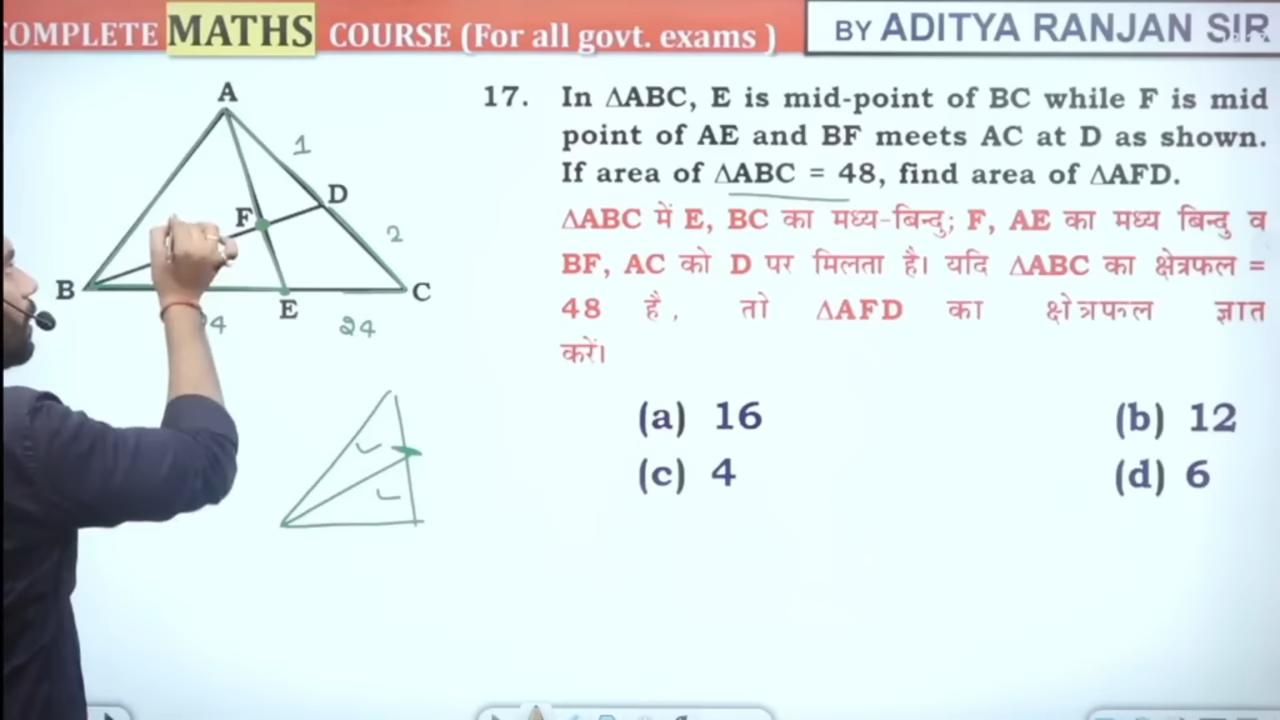 COMPLETE MATHS COURSE (For all govt. exams )
BY ADITYA RANJAN SIR
A
1
D
F
2
B
E
C
24
17. In ΔABC, E is mid-point of BC while F is mid
point of AE and BF meets AC at D as shown.
If area of ΔABC = 48, find area of ΔAFD.
ΔABC में E, BC का मध्य-बिन्दु; F, AE का मध्य बिन्दु व
BF, AC को D पर मिलता है। यदि ΔABC का क्षेत्रफल =
48 है, तो ΔAFD का क्षेत्रफल ज्ञात
करें।
(a) 16
(b) 12
(c) 4
(d) 6